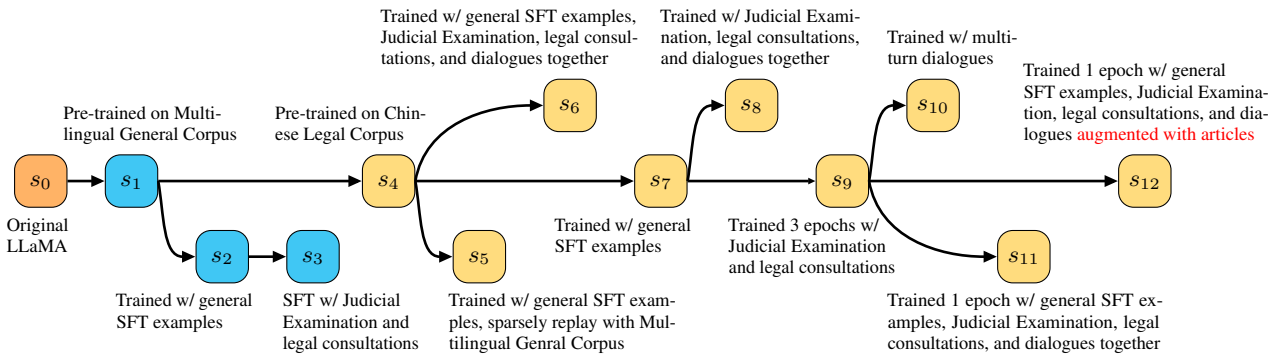 Trained w/ general SFT examples,
Judicial Examination, legal consul-
tations, and dialogues together
s6
Trained w/ Judicial Exami-
nation, legal consultations,
and dialogues together
s8
Trained w/ multi-
turn dialogues
s10
Trained 1 epoch w/ general
SFT examples, Judicial Examina-
tion, legal consultations, and dia-
logues augmented with articles
Pre-trained on Multi-
lingual General Corpus
Pre-trained on Chin-
ese Legal Corpus
s0
s1
s4
s7
s9
s12
Original
LLaMA
Trained w/ general
SFT examples
Trained 3 epochs w/
Judicial Examination
and legal consultations
s2
s3
s5
s11
Trained w/ general
SFT examples
SFT w/ Judicial
Examination and
legal consultations
Trained w/ general SFT exam-
ples, sparsely replay with Mul-
tilingual Genral Corpus
Trained 1 epoch w/ general SFT ex-
amples, Judicial Examination, legal
consultations, and dialogues together